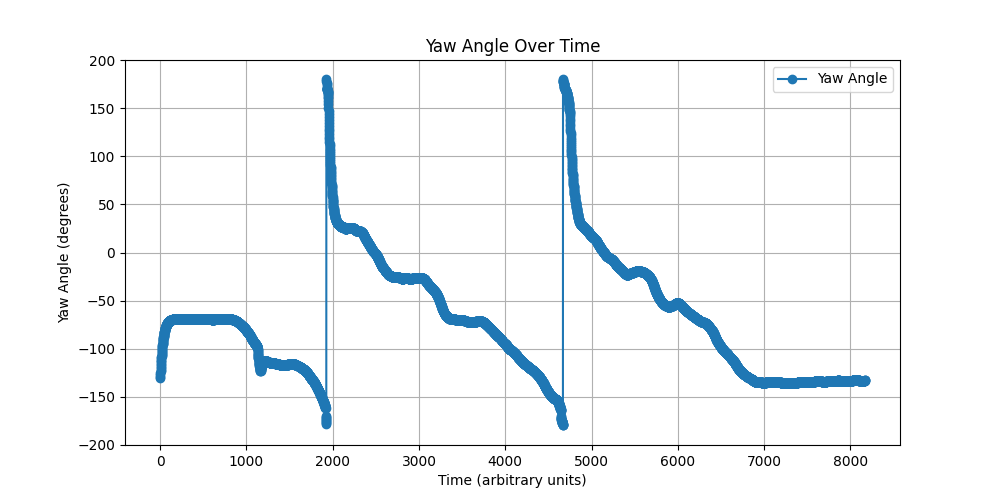 Yaw Angle Over Time
Yaw Angle
200
150
100
50
0
−50
−100
−150
−200
Yaw Angle (degrees)
0 1000 2000 3000 4000 5000 6000 7000 8000
Time (arbitrary units)